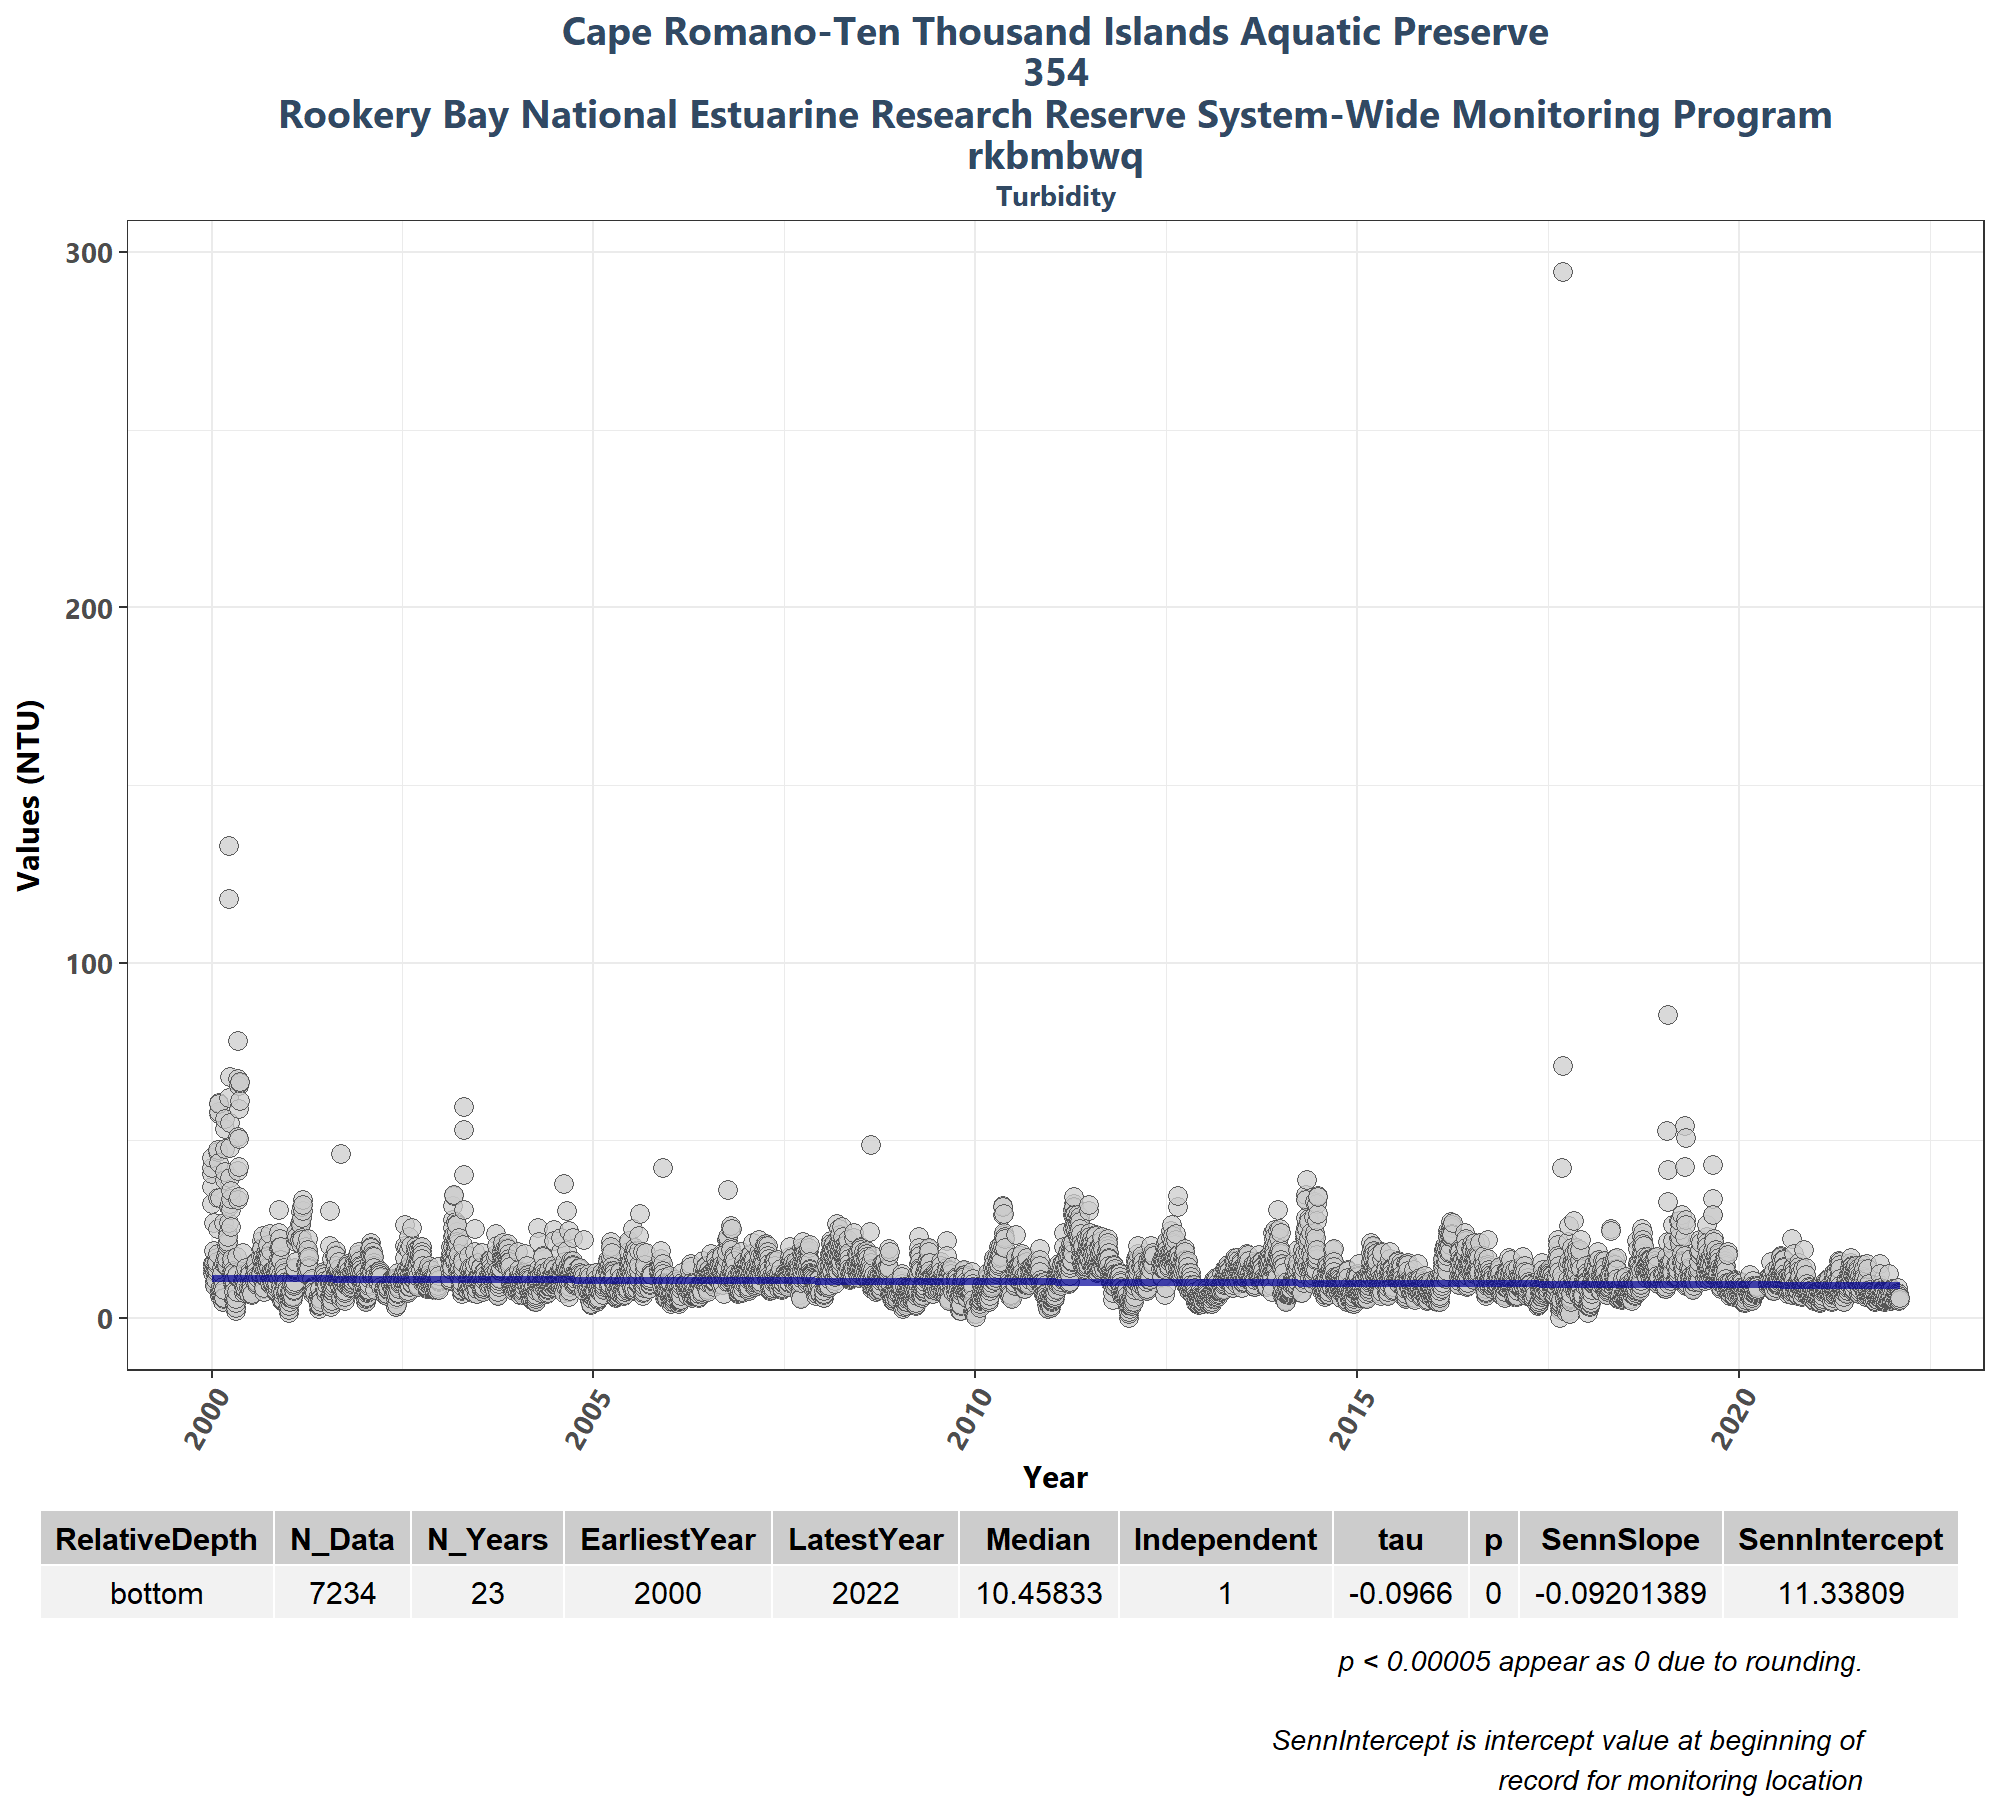 Cape Romano-Ten Thousand Islands Aquatic Preserve
354
Rookery Bay National Estuarine Research Reserve System-Wide Monitoring Program
rkbmbwq
Turbidity
300
200
100
0
Values (NTU)
2000 2005 2010 2015 2020
Year
RelativeDepth N_Data N_Years EarliestYear LatestYear Median Independent tau p SennSlope SennIntercept
bottom 7234 23 2000 2022 10.45833 1 -0.0966 0 -0.09201389 11.33809
p < 0.00005 appear as 0 due to rounding.
SennIntercept is intercept value at beginning of
record for monitoring location